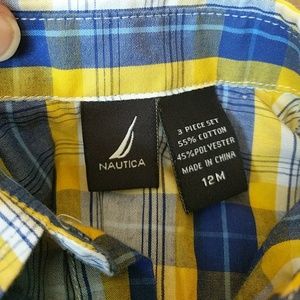 NAUTICA
3 PIECE SET
55% COTTON
45%POLYESTER
MADE IN CHINA
12M